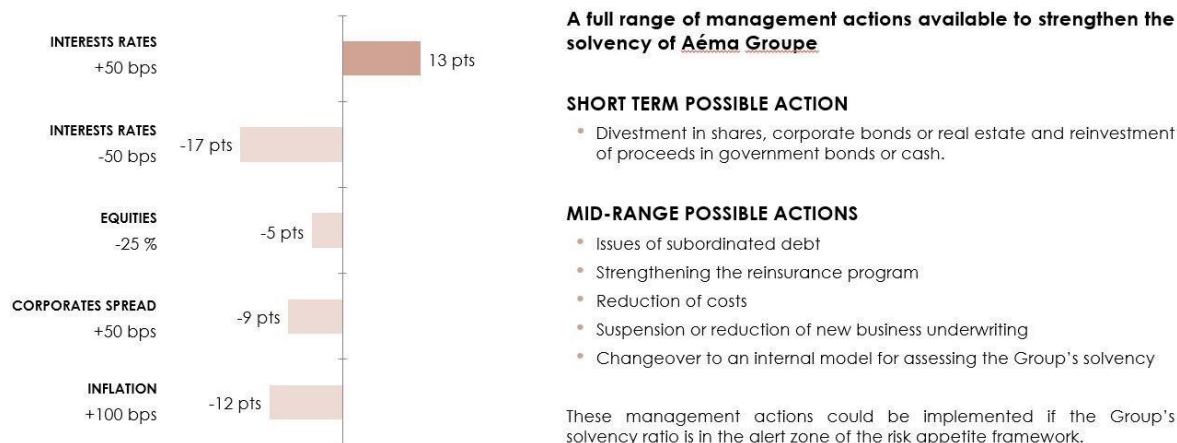 INTERESTS RATES
+50 bps
13 pts
INTERESTS RATES
-50 bps
-17 pts
EQUITIES
-25 %
-5 pts
CORPORATES SPREAD
+50 bps
-9 pts
INFLATION
+100 bps
-12 pts
A full range of management actions available to strengthen the
solvency of Aéma Groupe
SHORT TERM POSSIBLE ACTION
• Divestment in shares, corporate bonds or real estate and reinvestment
of proceeds in government bonds or cash.
MID-RANGE POSSIBLE ACTIONS
• Issues of subordinated debt
• Strengthening the reinsurance program
• Reduction of costs
• Suspension or reduction of new business underwriting
• Changeover to an internal model for assessing the Group's solvency
These management actions could be implemented if the Group's
solvency ratio is in the alert zone of the risk appetite framework.